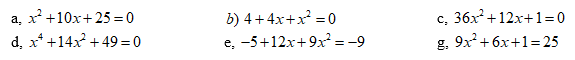 a, x² +10x+25 = 0 b) 4+4x+x² = 0 c, 36x² +12x+1= 0
d, x⁴ +14x² +49 = 0 e, −5+12x+9x² = −9 g, 9x² +6x+1= 25